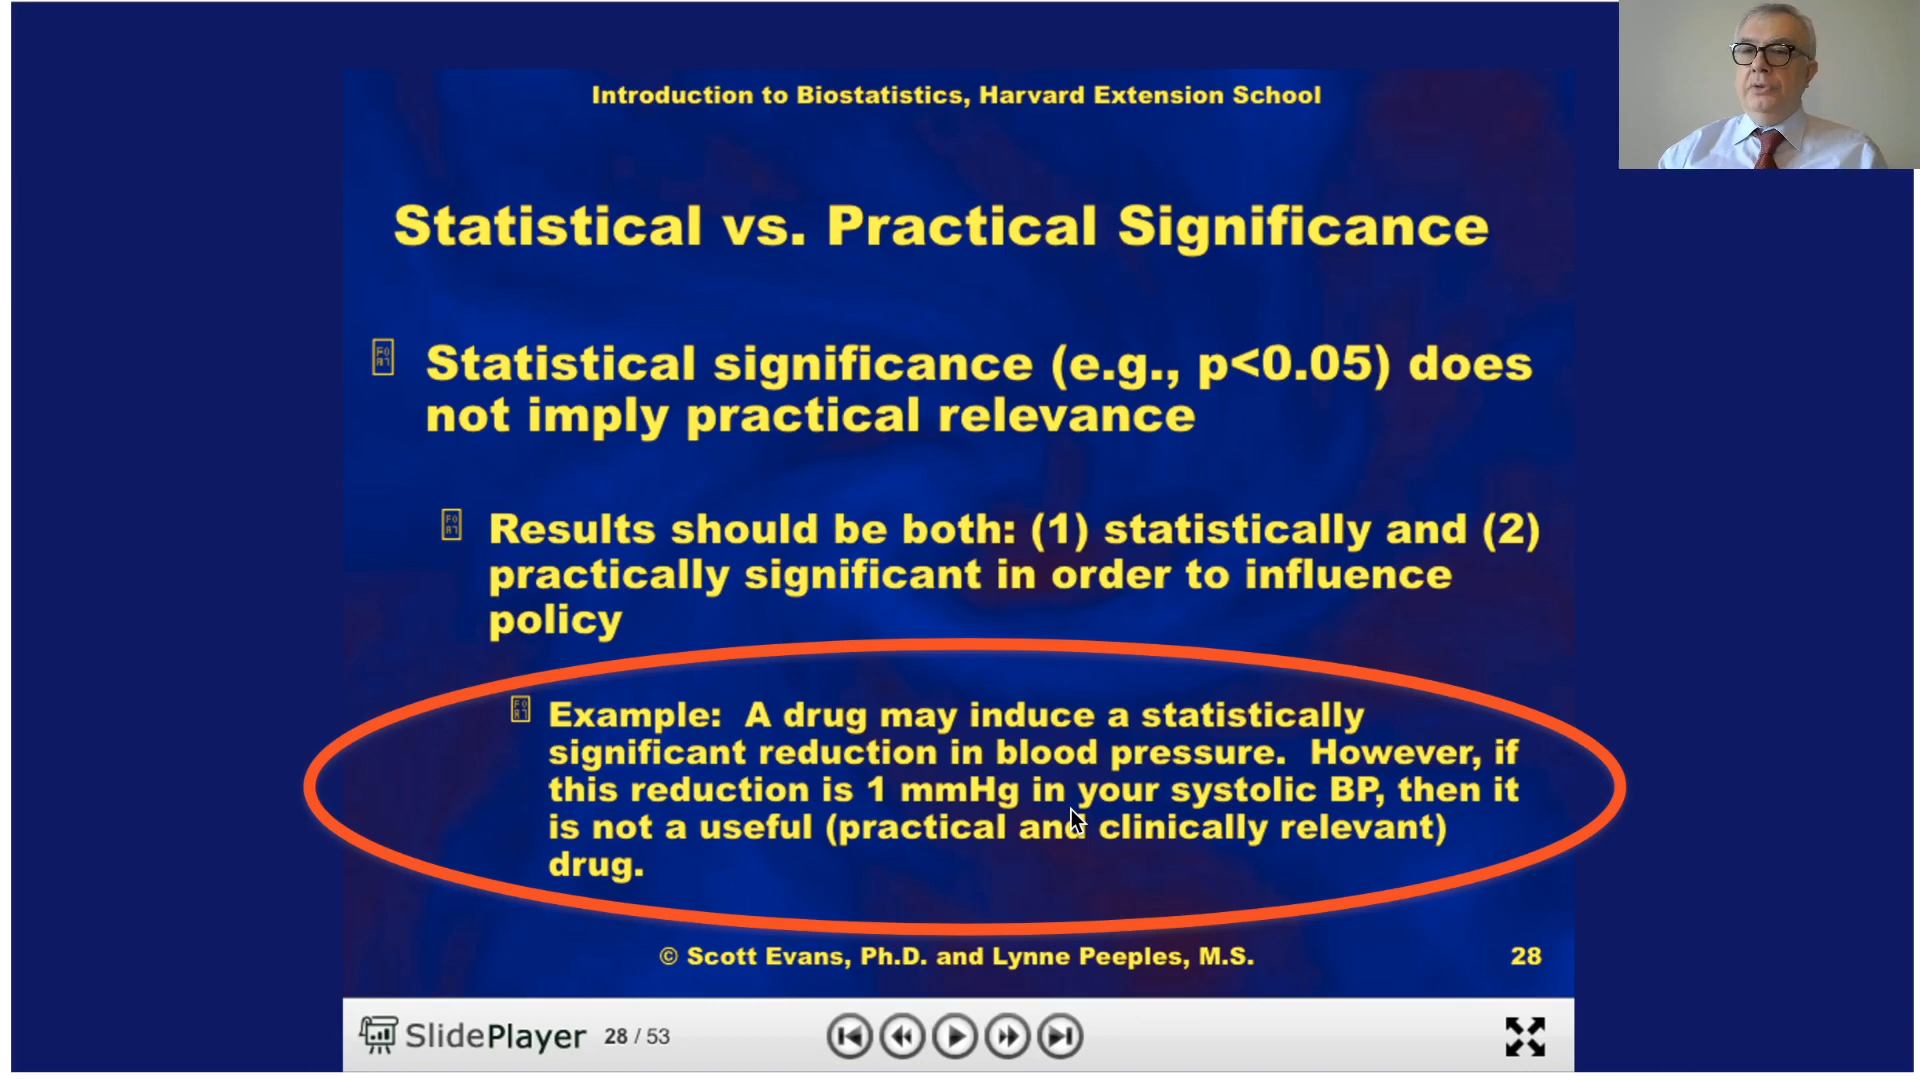 Introduction to Biostatistics, Harvard Extension School
Statistical vs. Practical Significance
Statistical significance (e.g., p<0.05) does
not imply practical relevance
Results should be both: (1) statistically and (2)
practically significant in order to influence
policy
Example:  A drug may induce a statistically
significant reduction in blood pressure.  However, if
this reduction is 1 mmHg in your systolic BP, then it
is not a useful (practical and clinically relevant)
drug.
© Scott Evans, Ph.D. and Lynne Peeples, M.S.
28
SlidePlayer 28 / 53